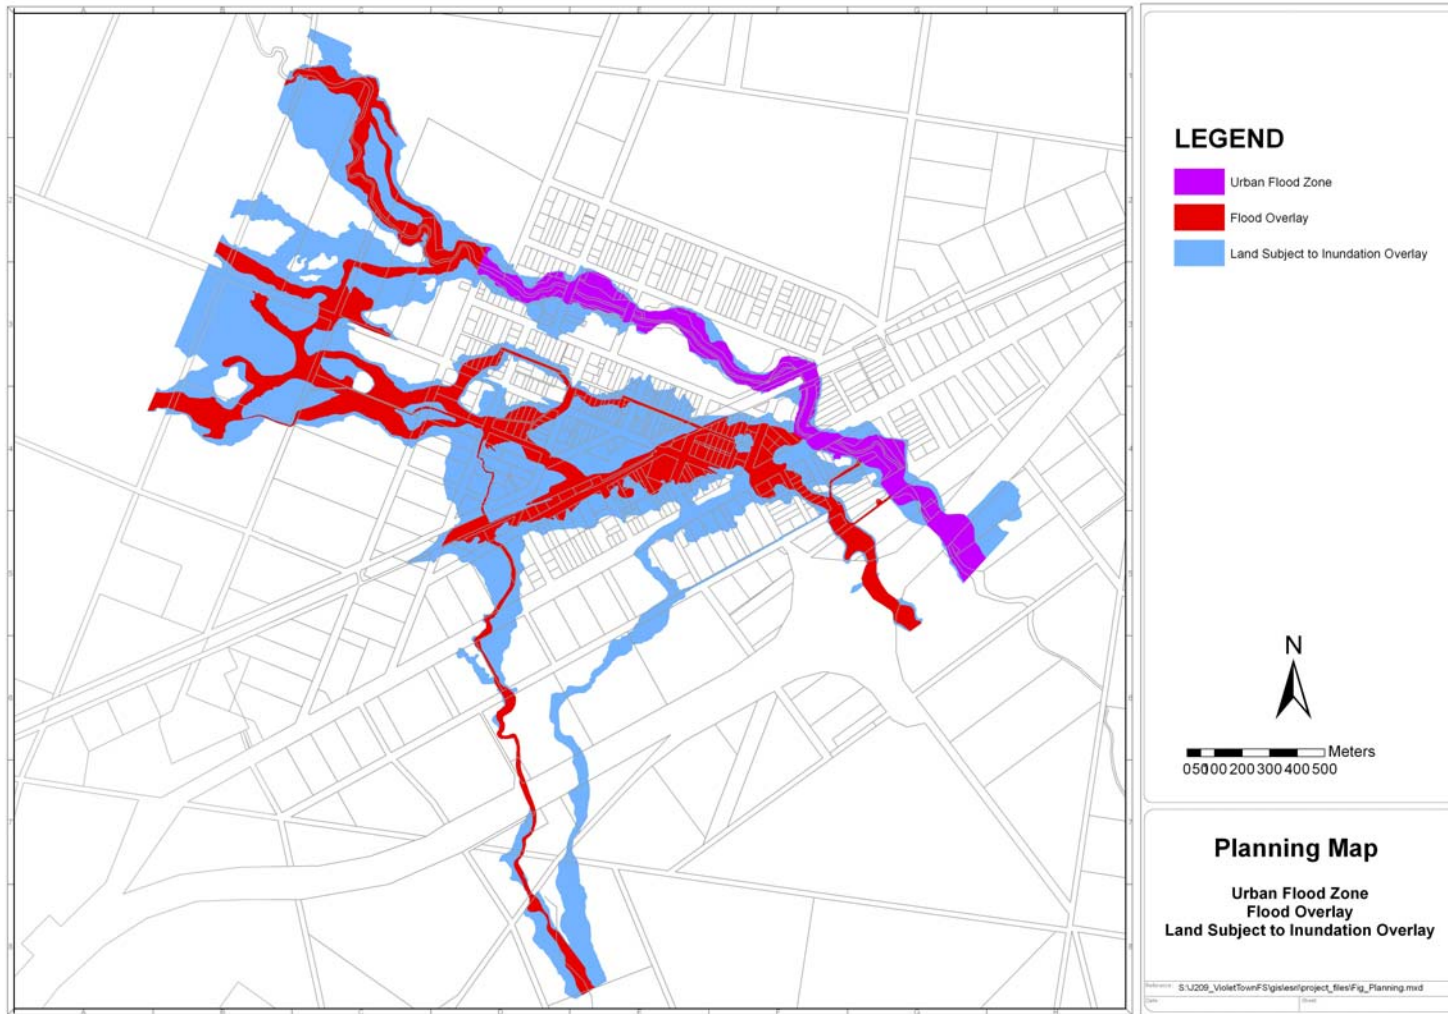 LEGEND
Urban Flood Zone
Flood Overlay
Land Subject to Inundation Overlay
N
Meters
050100 200 300 400 500
Planning Map
Urban Flood Zone
Flood Overlay
Land Subject to Inundation Overlay
S:\J209_VioletTownFS\gis\esri\project_files\Fig_Planning.mxd